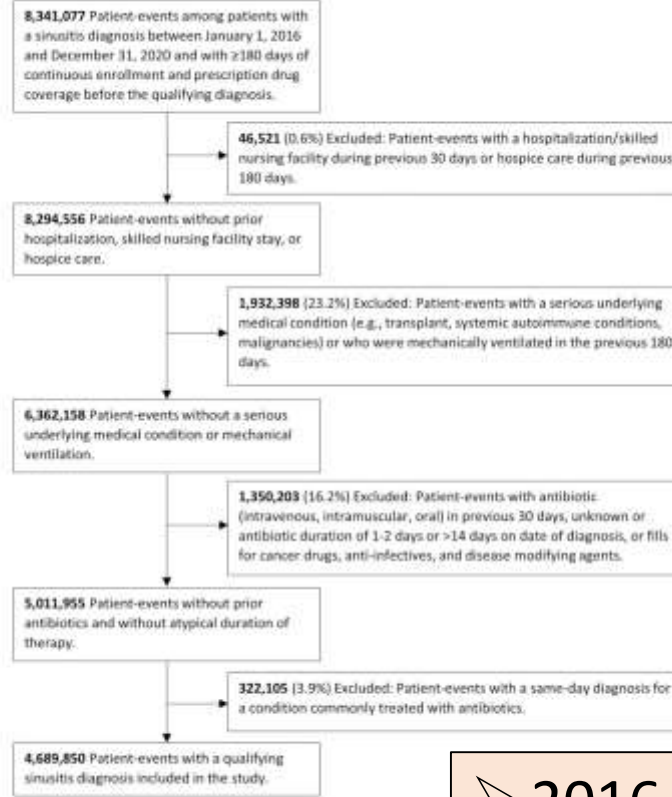 8,341,077 Patient-events among patients with
a sinusitis diagnosis between January 1, 2016
and December 31, 2020 and with ≥180 days of
continuous enrollment and prescription drug
coverage before the qualifying diagnosis.
46,521 (0.6%) Excluded: Patient-events with a hospitalization/skilled
nursing facility during previous 30 days or hospice care during previous
180 days.
8,294,556 Patient-events without prior
hospitalization, skilled nursing facility stay, or
hospice care.
1,932,398 (23.2%) Excluded: Patient-events with a serious underlying
medical condition (e.g., transplant, systemic autoimmune conditions,
malignancies) or who were mechanically ventilated in the previous 180
days.
6,362,158 Patient-events without a serious
underlying medical condition or mechanical
ventilation.
1,350,203 (16.2%) Excluded: Patient-events with antibiotic
(intravenous, intramuscular, oral) in previous 30 days, unknown or
antibiotic duration of 1-2 days or >14 days on date of diagnosis, or fills
for cancer drugs, anti-infectives, and disease modifying agents.
5,011,955 Patient-events without prior
antibiotics and without atypical duration of
therapy.
322,105 (3.9%) Excluded: Patient-events with a same-day diagnosis for
a condition commonly treated with antibiotics.
4,689,850 Patient-events with a qualifying
sinusitis diagnosis included in the study.
➢ 2016